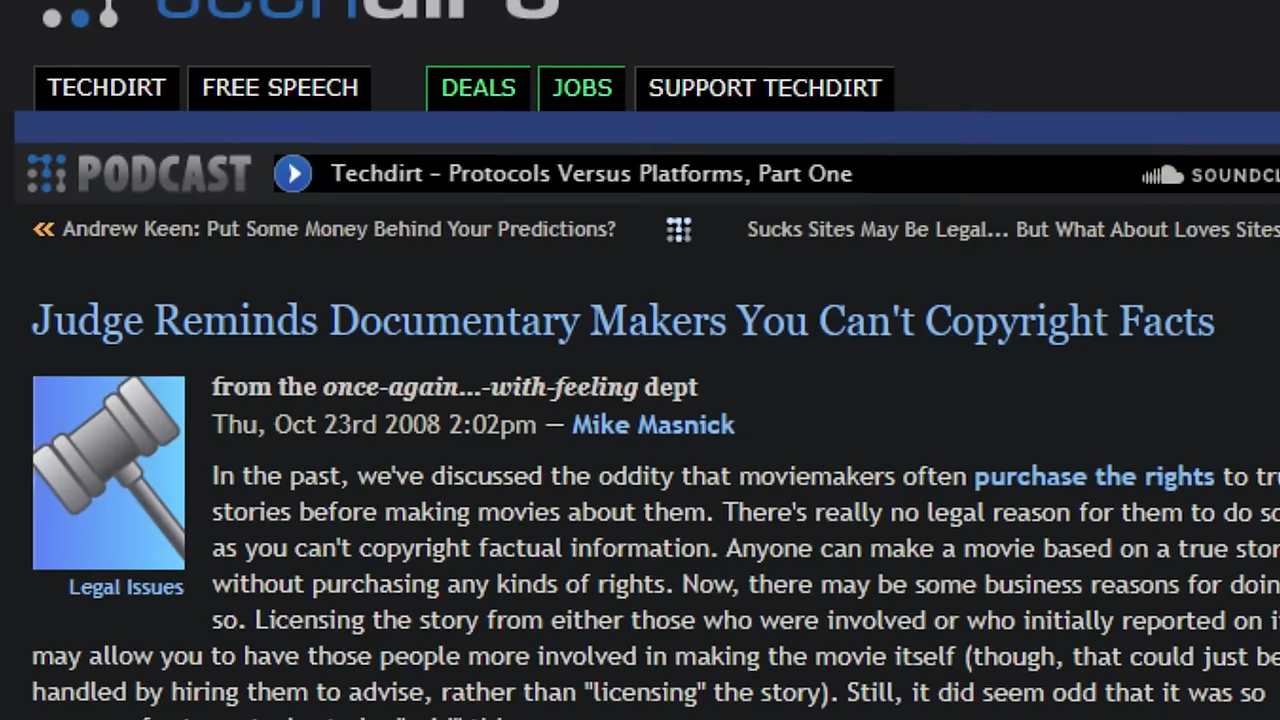 TECHDIRT FREE SPEECH DEALS JOBS SUPPORT TECHDIRT
PODCAST Techdirt – Protocols Versus Platforms, Part One
Andrew Keen: Put Some Money Behind Your Predictions? Sucks Sites May Be Legal... But What About Loves Sites
Judge Reminds Documentary Makers You Can't Copyright Facts
from the once-again...-with-feeling dept
Thu, Oct 23rd 2008 2:02pm — Mike Masnick
In the past, we've discussed the oddity that moviemakers often purchase the rights to
stories before making movies about them. There's really no legal reason for them to do
as you can't copyright factual information. Anyone can make a movie based on a true
without purchasing any kinds of rights. Now, there may be some business reasons for
Legal Issues
so. Licensing the story from either those who were involved or who initially reported on
may allow you to have those people more involved in making the movie itself (though, that could just
handled by hiring them to advise, rather than "licensing" the story). Still, it did seem odd that it was so